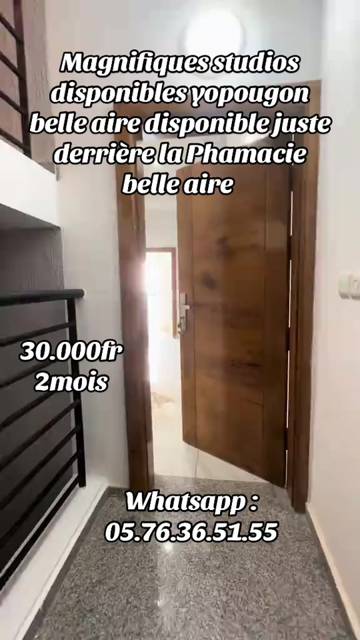 Magnifiques studios
disponibles yopougon
belle aire disponible juste
derrière la Phamacie
belle aire
30.000fr
2mois
Whatsapp :
05.76.36.51.55